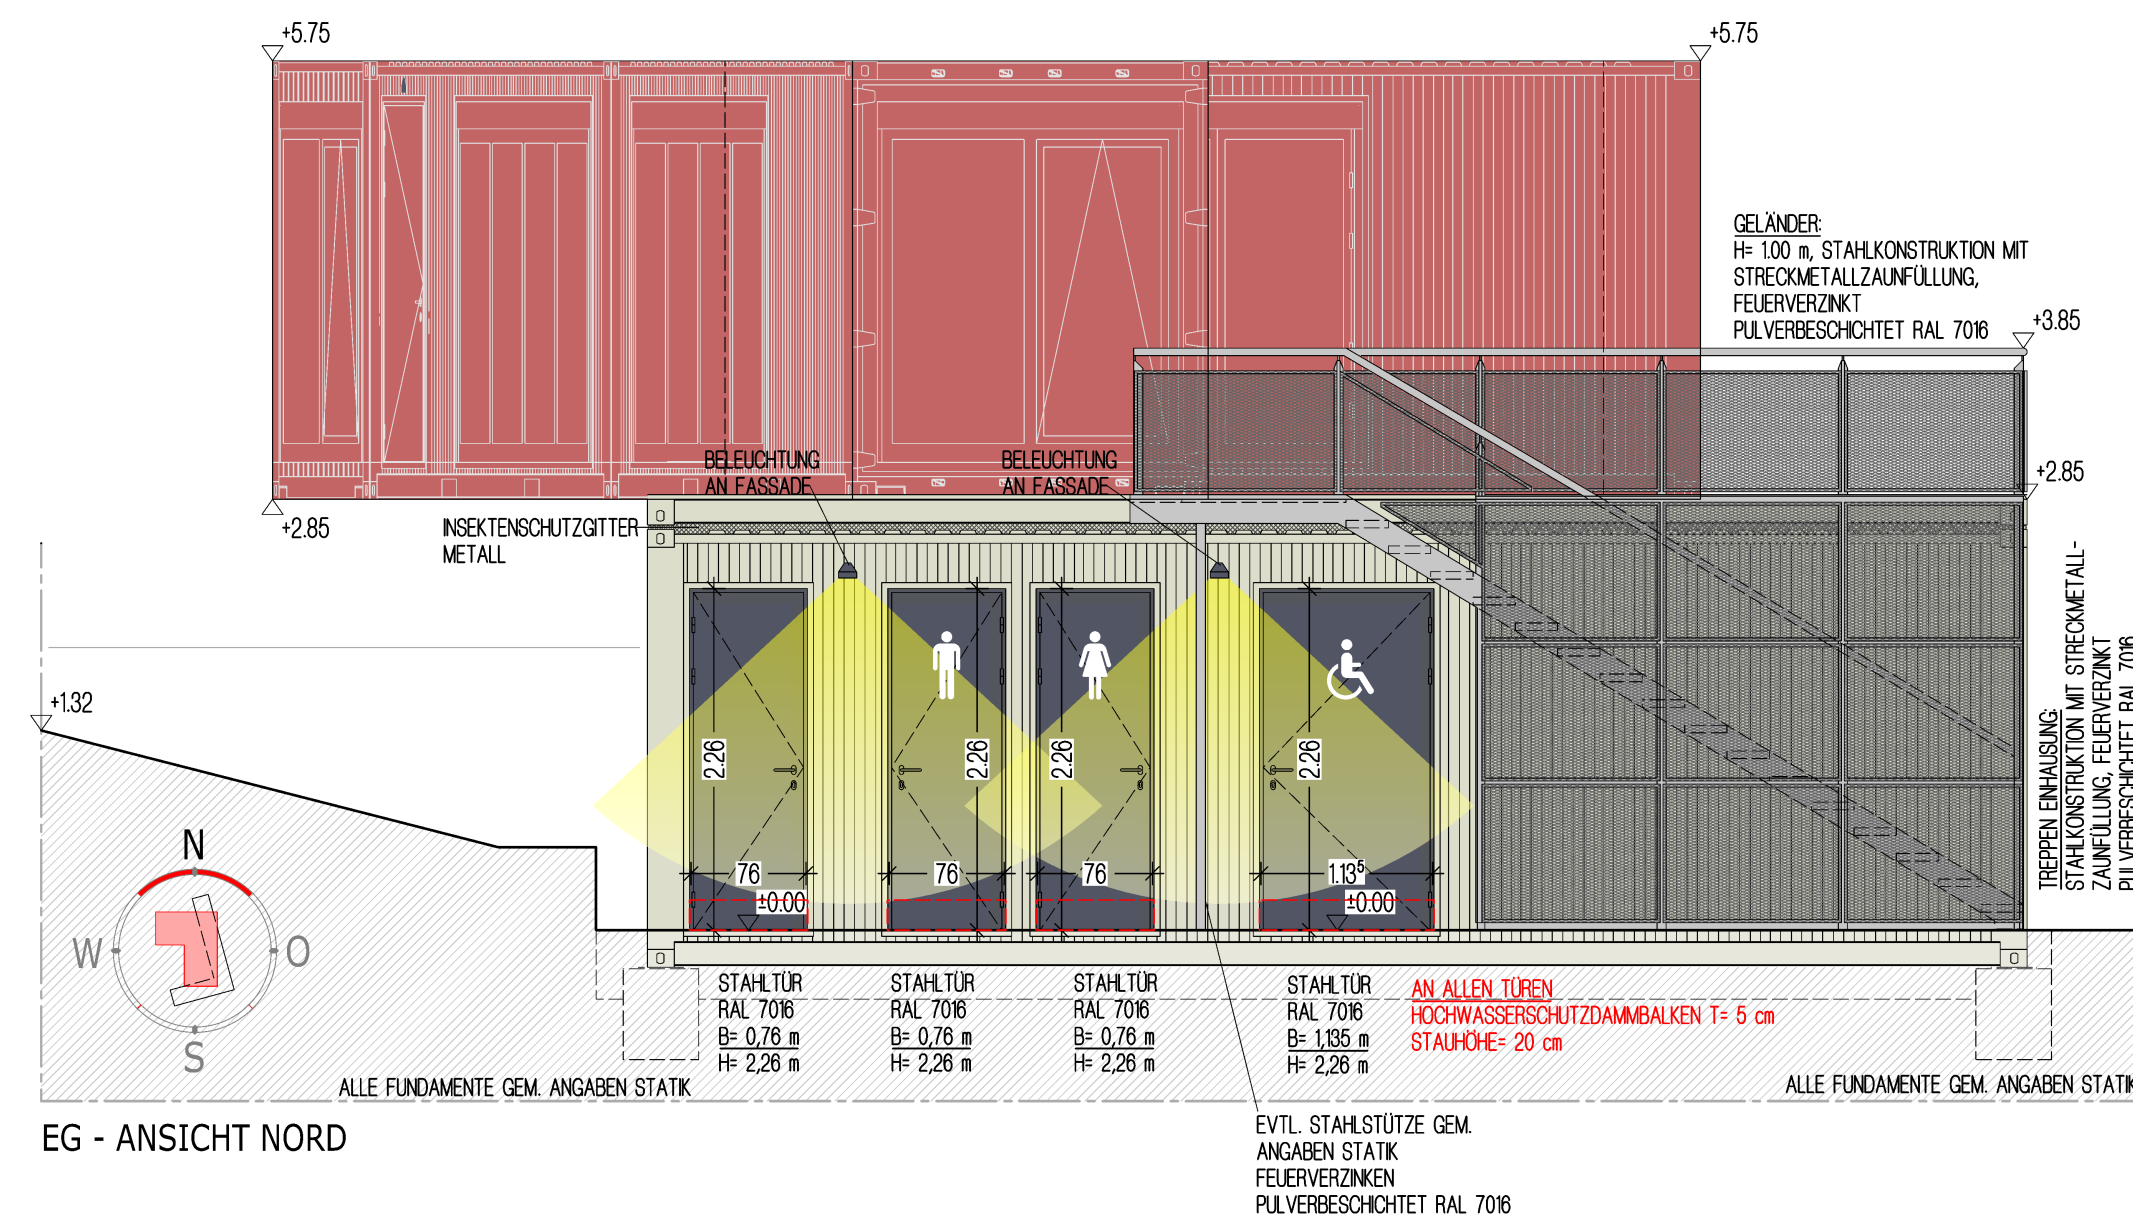 +5.75
+5.75
GELÄNDER:
H= 1.00 m, STAHLKONSTRUKTION MIT
STRECKMETALLZAUNFÜLLUNG,
FEUERVERZINKT
PULVERBESCHICHTET RAL 7016
+3.85
+2.85
BELEUCHTUNG
AN FASSADE
BELEUCHTUNG
AN FASSADE
+2.85
INSEKTENSCHUTZGITTER
METALL
+1.32
2.26
2.26
2.26
2.26
76
76
76
1.13⁵
±0.00
±0.00
TREPPEN EINHAUSUNG:
STAHLKONSTRUKTION MIT STRECKMETALL-
ZAUNFÜLLUNG, FEUERVERZINKT
PULVERBESCHICHTET RAL 7016
N
W
O
S
STAHLTÜR
RAL 7016
B= 0,76 m
H= 2,26 m
STAHLTÜR
RAL 7016
B= 0,76 m
H= 2,26 m
STAHLTÜR
RAL 7016
B= 0,76 m
H= 2,26 m
STAHLTÜR
RAL 7016
B= 1,135 m
H= 2,26 m
AN ALLEN TÜREN
HOCHWASSERSCHUTZDAMMBALKEN T= 5 cm
STAUHÖHE= 20 cm
ALLE FUNDAMENTE GEM. ANGABEN STATIK
ALLE FUNDAMENTE GEM. ANGABEN STATIK
EG - ANSICHT NORD
EVTL. STAHLSTÜTZE GEM.
ANGABEN STATIK
FEUERVERZINKEN
PULVERBESCHICHTET RAL 7016